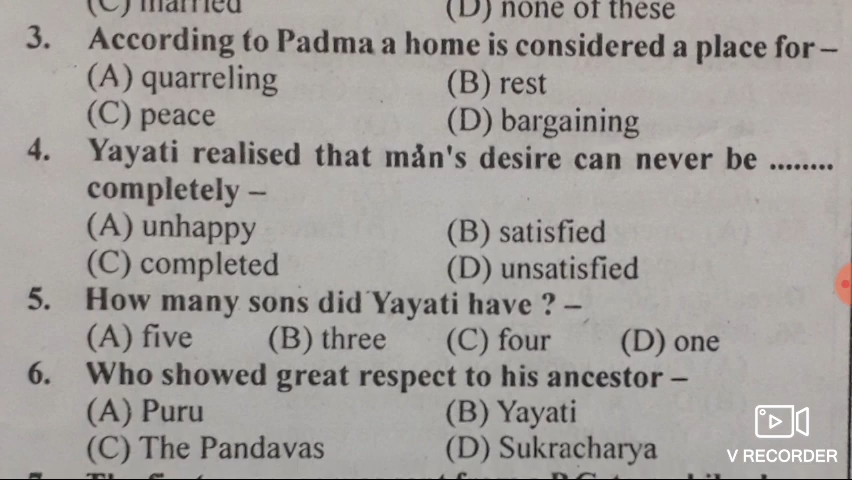 (C) married (D) none of these
3. According to Padma a home is considered a place for –
(A) quarreling (B) rest
(C) peace (D) bargaining
4. Yayati realised that man's desire can never be ........
completely –
(A) unhappy (B) satisfied
(C) completed (D) unsatisfied
5. How many sons did Yayati have ? –
(A) five (B) three (C) four (D) one
6. Who showed great respect to his ancestor –
(A) Puru (B) Yayati
(C) The Pandavas (D) Sukracharya
V RECORDER